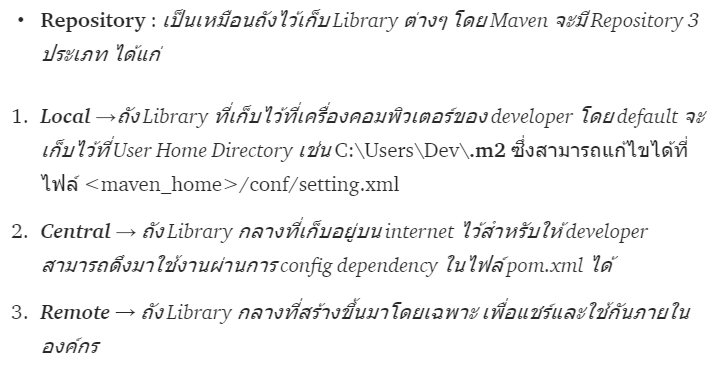 • Repository : เป็นเหมือนถังไว้เก็บ Library ต่างๆ โดย Maven จะมี Repository 3
ประเภท ได้แก่
1. Local →ถัง Library ที่เก็บไว้ที่เครื่องคอมพิวเตอร์ของ developer โดย default จะ
เก็บไว้ที่ User Home Directory เช่น C:\Users\Dev\.m2 ซึ่งสามารถแก้ไขได้ที่
ไฟล์ <maven_home>/conf/setting.xml
2. Central → ถัง Library กลางที่เก็บอยู่บน internet ไว้สำหรับให้ developer
สามารถดึงมาใช้งานผ่านการ config dependency ในไฟล์ pom.xml ได้
3. Remote → ถัง Library กลางที่สร้างขึ้นมาโดยเฉพาะ เพื่อแชร์และใช้กันภายใน
องค์กร